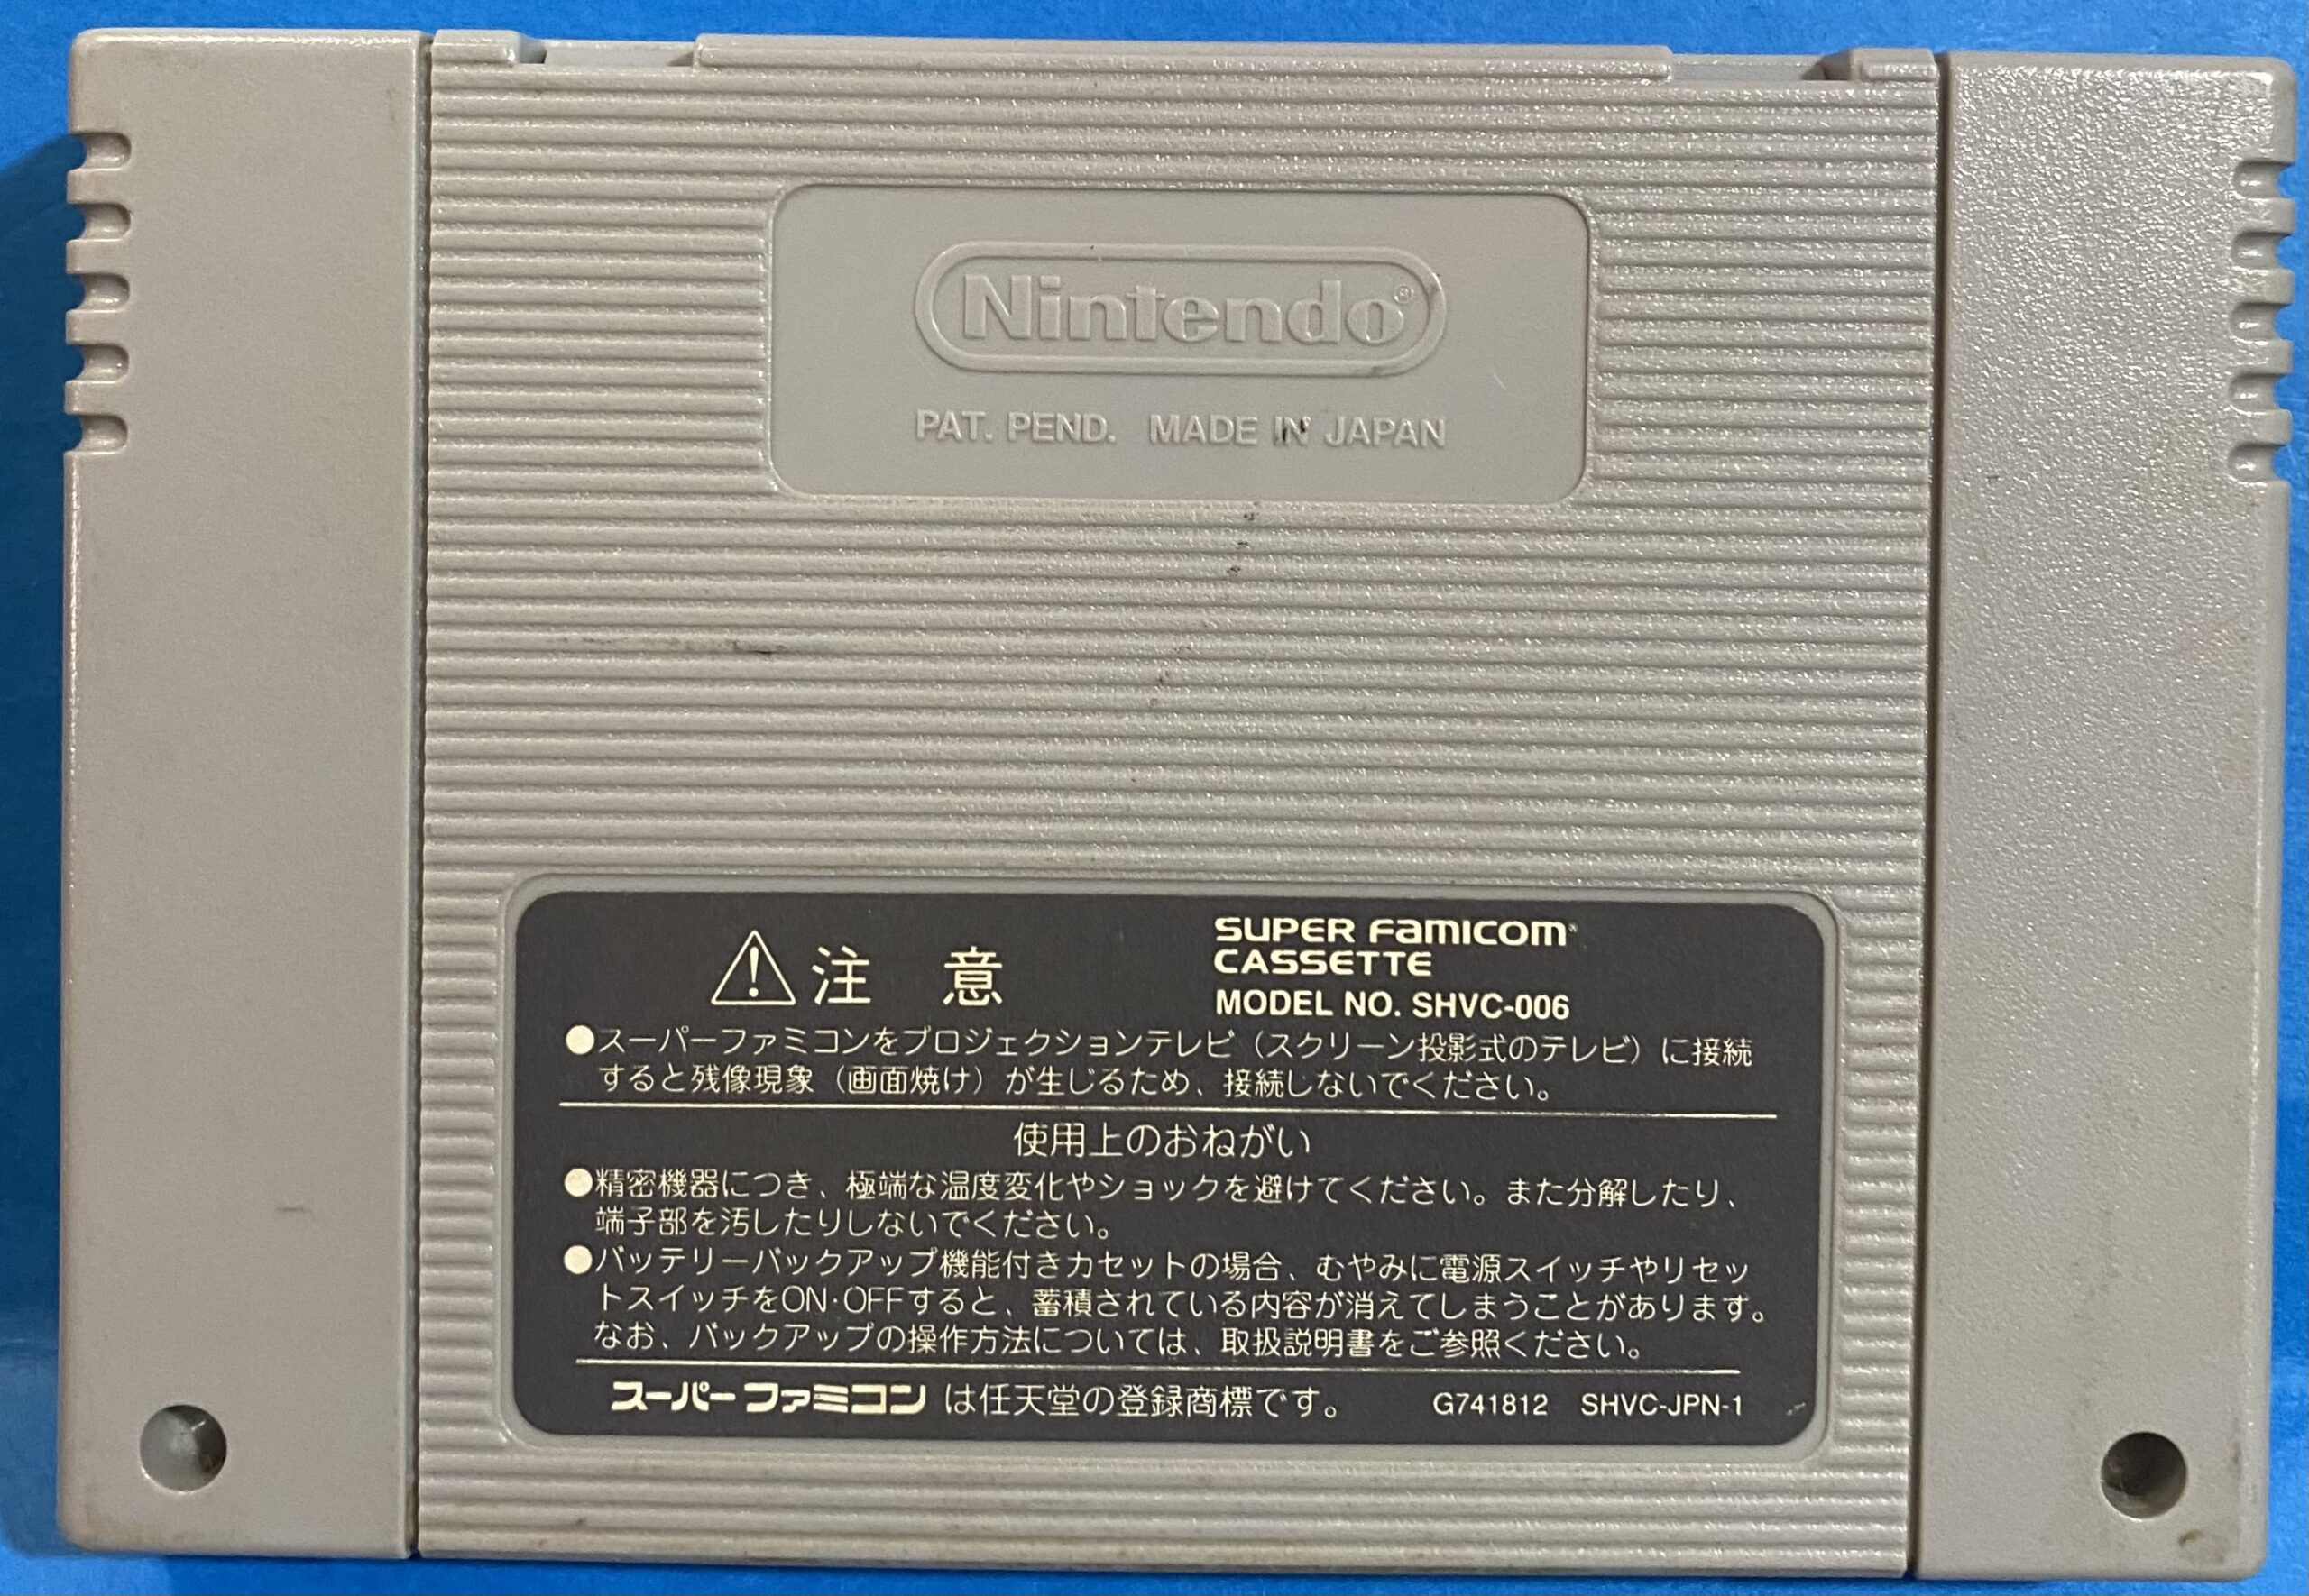 Nintendo®
PAT. PEND. MADE IN JAPAN
注意
SUPER FAMICOM
CASSETTE
MODEL NO. SHVC-006
●スーパーファミコンをプロジェクションテレビ（スクリーン投影式のテレビ）に接続
すると残像現象（画面焼け）が生じるため、接続しないでください。
使用上のおねがい
●精密機器につき、極端な温度変化やショックを避けてください。また分解したり、
端子部を汚したりしないでください。
●バッテリーバックアップ機能付きカセットの場合、むやみに電源スイッチやリセッ
トスイッチをON·OFFすると、蓄積されている内容が消えてしまうことがあります。
なお、バックアップの操作方法については、取扱説明書をご参照ください。
スーパーファミコンは任天堂の登録商標です。 G741812 SHVC-JPN-1